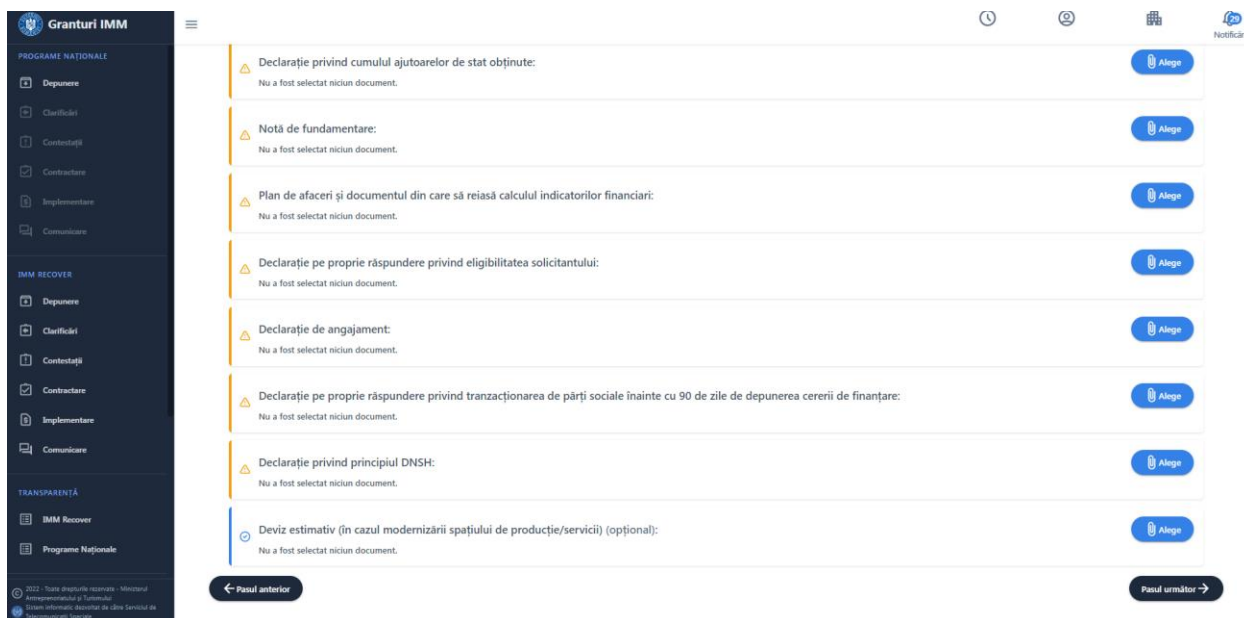 Granturi IMM
29
Notificăr
PROGRAME NAȚIONALE
Depunere
Clarificări
Contestații
Contractare
Implementare
Comunicare
IMM RECOVER
Depunere
Clarificări
Contestații
Contractare
Implementare
Comunicare
TRANSPARENȚĂ
IMM Recover
Programe Naționale
2022 - Toate drepturile rezervate - Ministerul
Antreprenoriatului și Turismului
Sistem informatic dezvoltat de către Serviciul de
Telecomunicații Speciale
Declarație privind cumulul ajutoarelor de stat obținute:
Nu a fost selectat niciun document.
Alege
Notă de fundamentare:
Nu a fost selectat niciun document.
Alege
Plan de afaceri și documentul din care să reiasă calculul indicatorilor financiari:
Nu a fost selectat niciun document.
Alege
Declarație pe proprie răspundere privind eligibilitatea solicitantului:
Nu a fost selectat niciun document.
Alege
Declarație de angajament:
Nu a fost selectat niciun document.
Alege
Declarație pe proprie răspundere privind tranzacționarea de părți sociale înainte cu 90 de zile de depunerea cererii de finanțare:
Nu a fost selectat niciun document.
Alege
Declarație privind principiul DNSH:
Nu a fost selectat niciun document.
Alege
Deviz estimativ (în cazul modernizării spațiului de producție/servicii) (opțional):
Nu a fost selectat niciun document.
Alege
← Pasul anterior
Pasul următor →